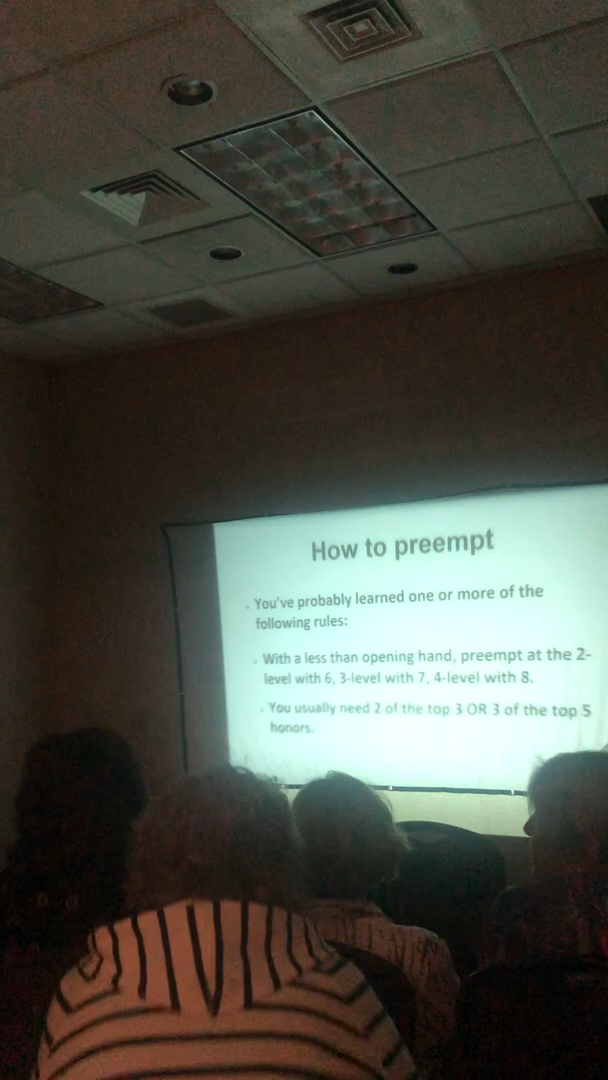 How to preempt
You've probably learned one or more of the
following rules:
With a less than opening hand, preempt at the 2-
level with 6, 3-level with 7, 4-level with 8.
You usually need 2 of the top 3 OR 3 of the top 5
honors.